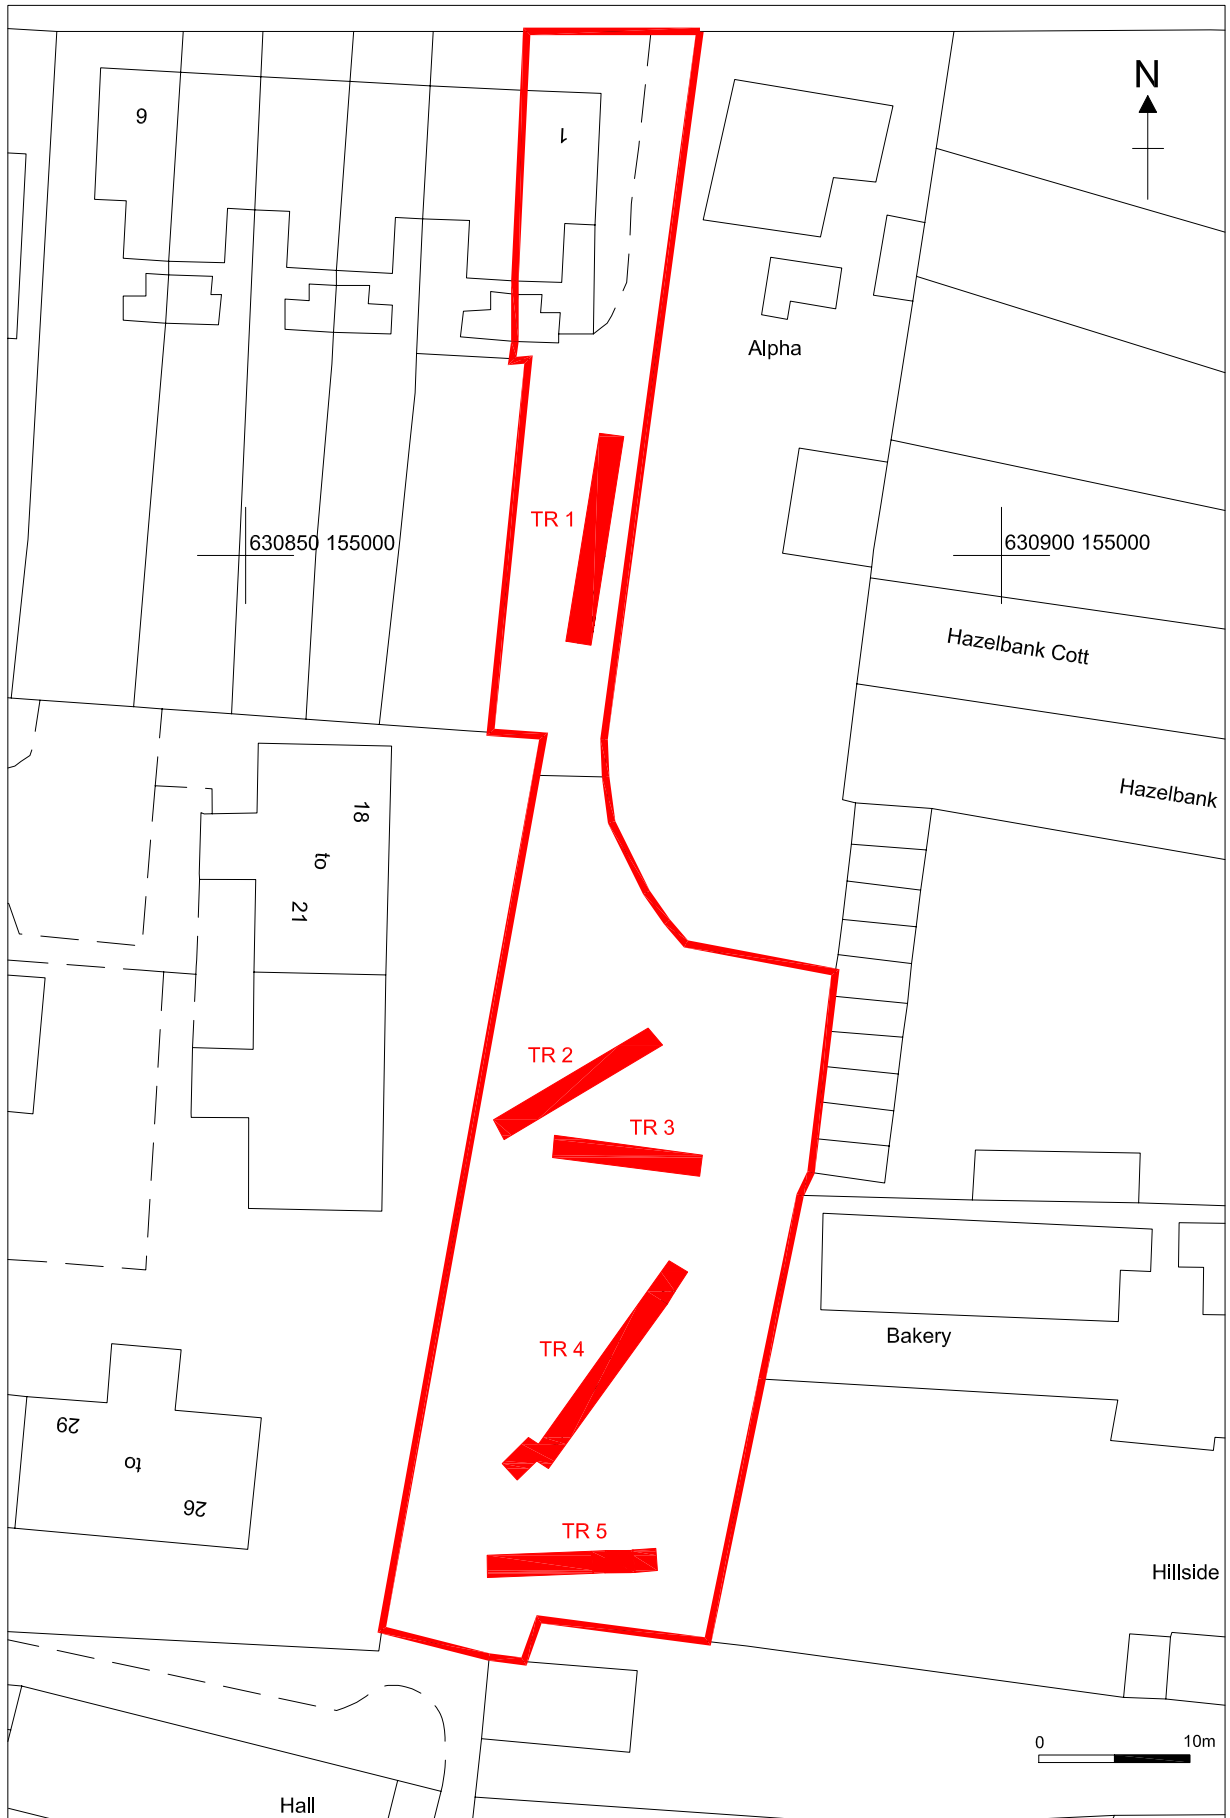 N
6
1
Alpha
TR 1
630850 155000
630900 155000
Hazelbank Cott
Hazelbank
18
to
21
TR 2
TR 3
TR 4
Bakery
29
to
26
TR 5
Hillside
0 10m
Hall